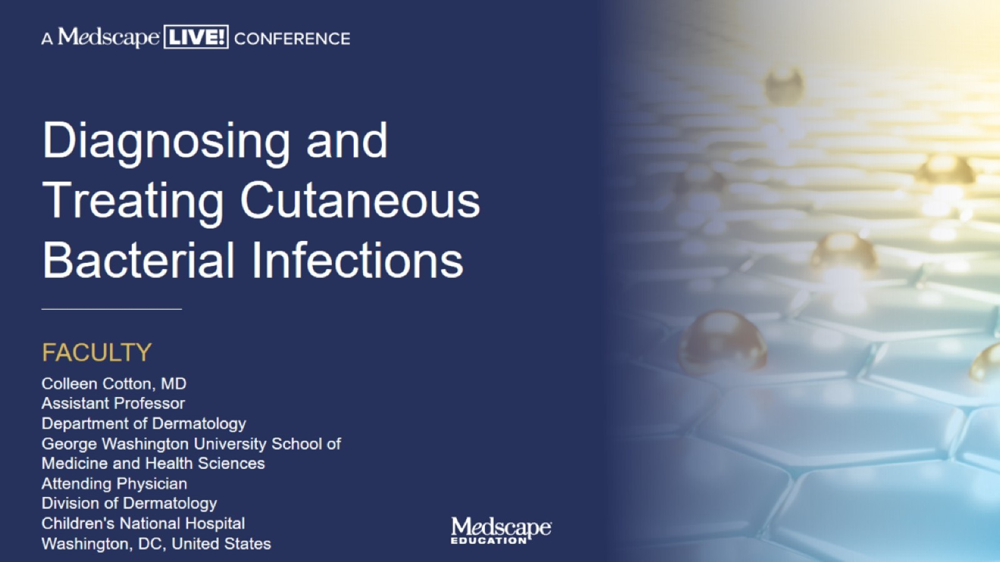 A Medscape LIVE! CONFERENCE
Diagnosing and
Treating Cutaneous
Bacterial Infections
FACULTY
Colleen Cotton, MD
Assistant Professor
Department of Dermatology
George Washington University School of
Medicine and Health Sciences
Attending Physician
Division of Dermatology
Children's National Hospital
Washington, DC, United States
Medscape
EDUCATION